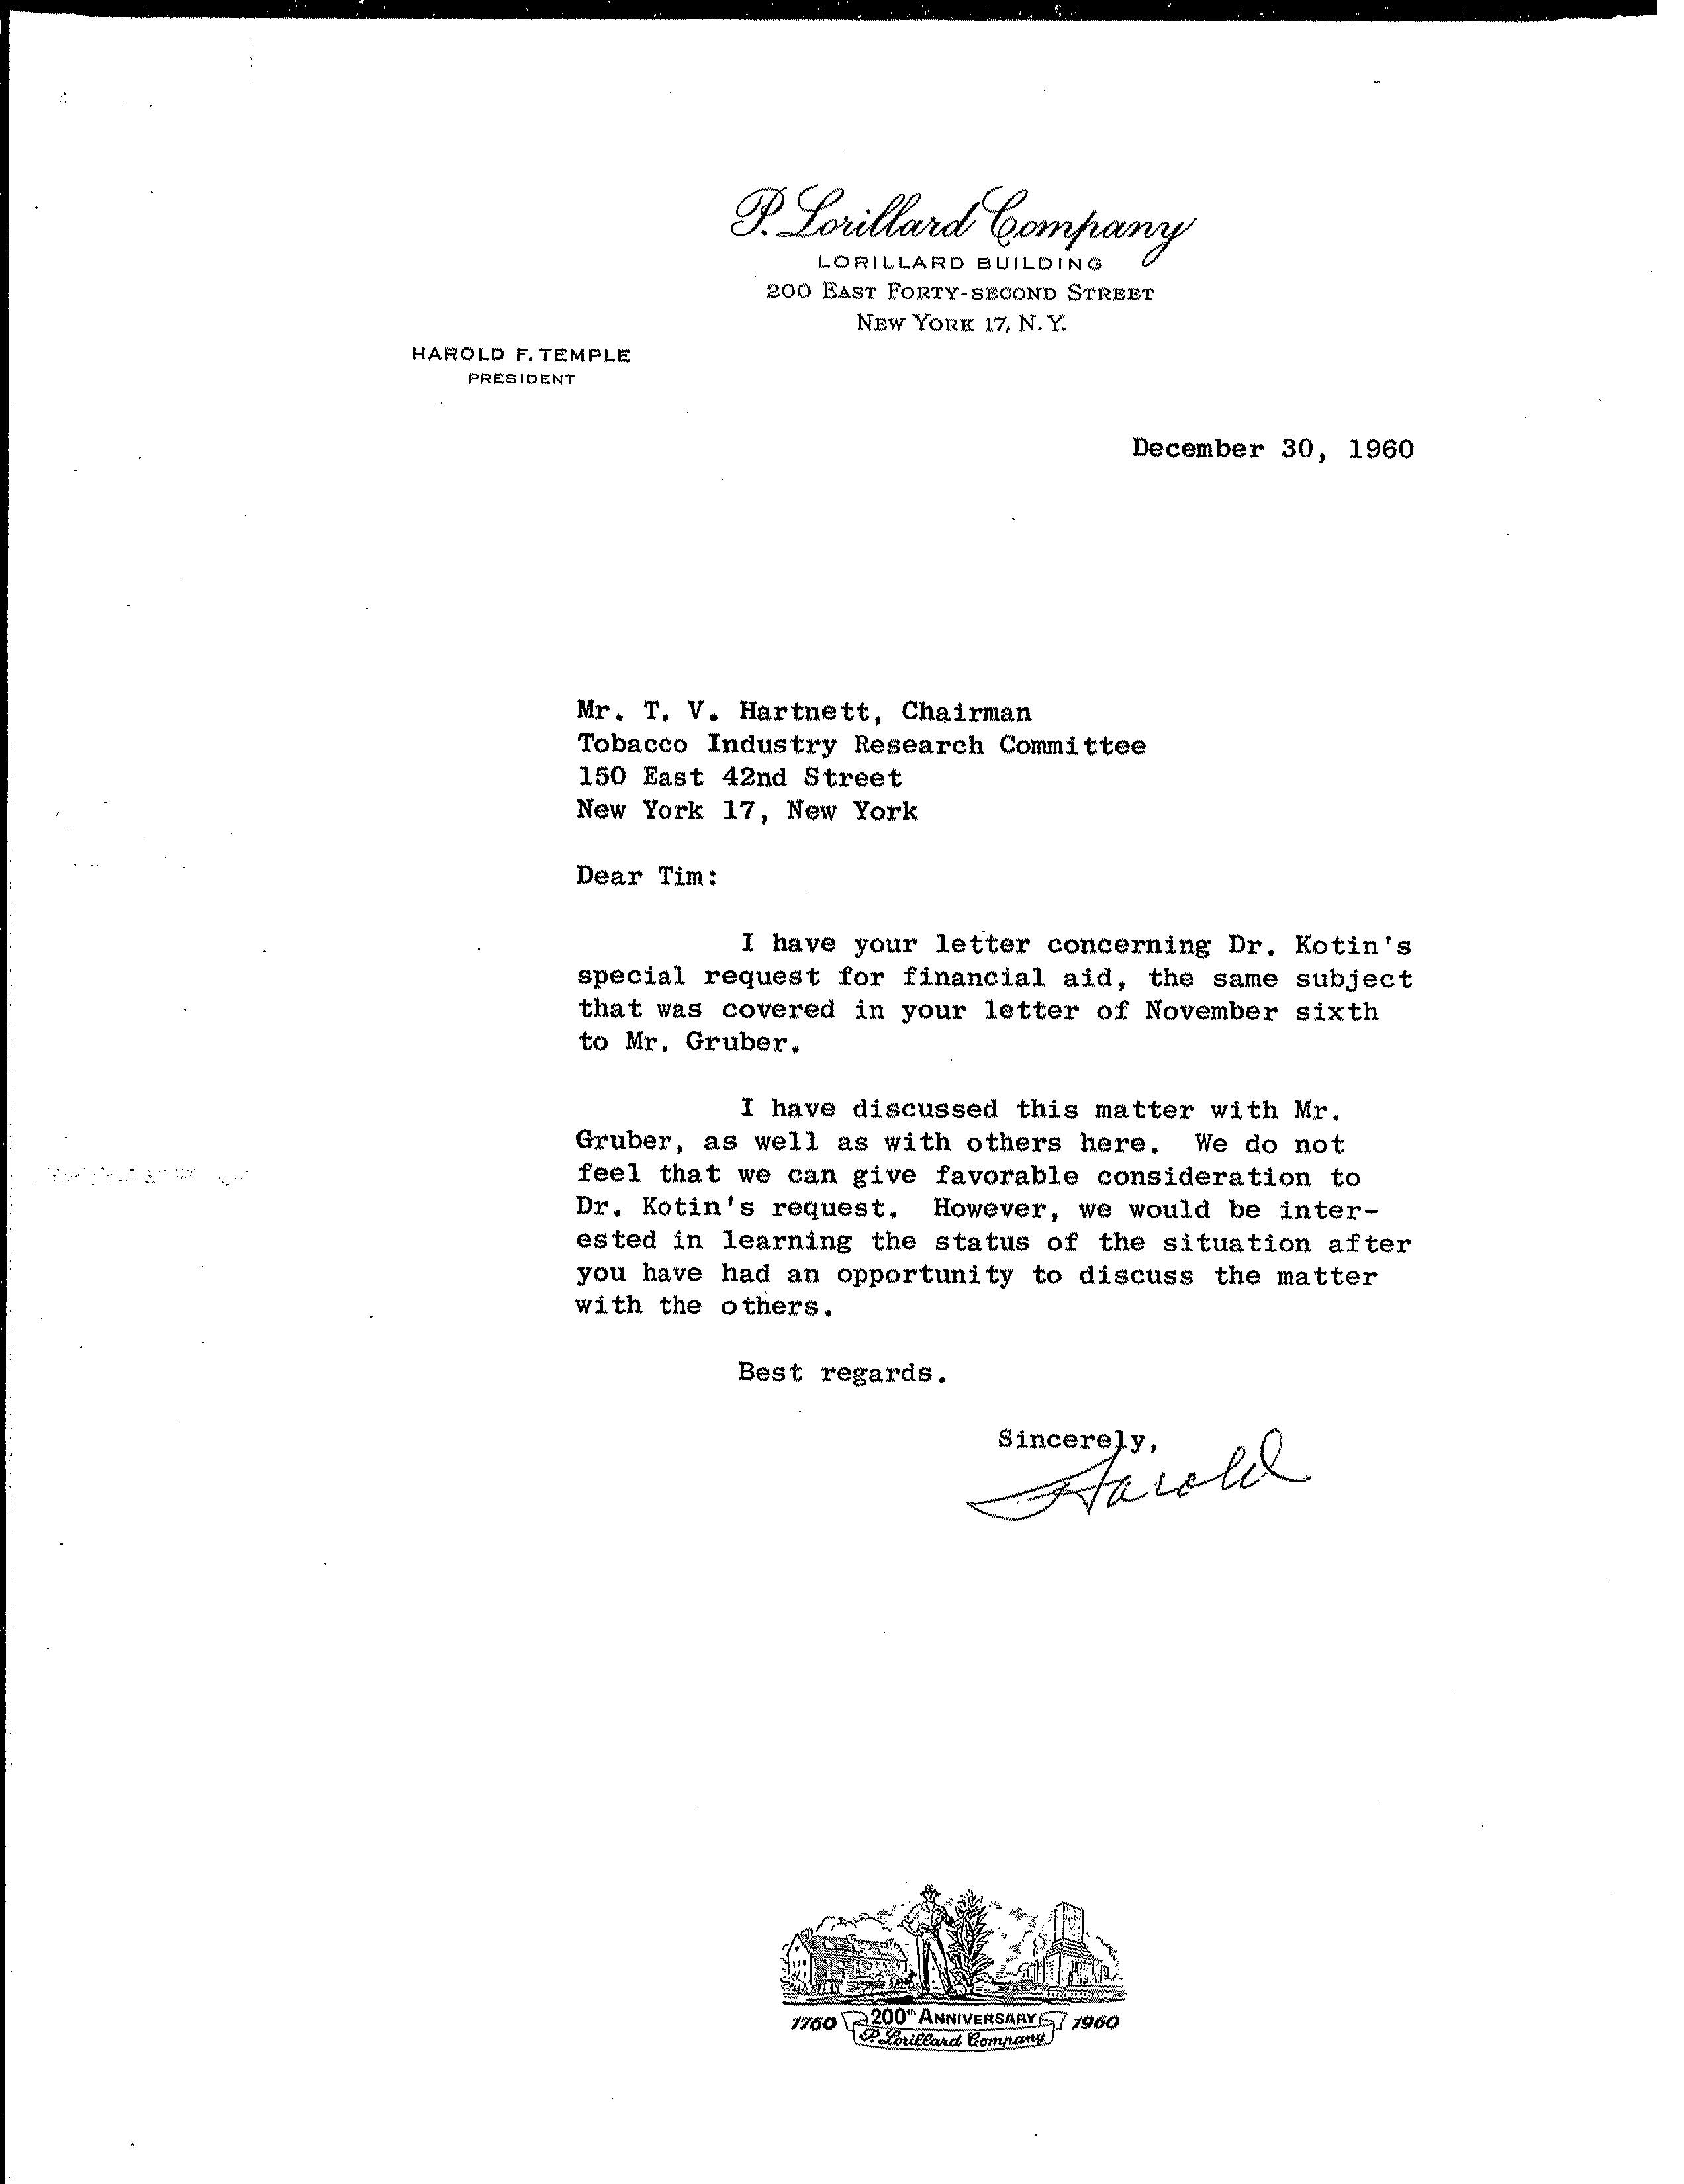 P. Lorillard Company
LORILLARD BUILDING
200 EAST FORTY-SECOND STREET
NEW YORK 17, N.Y.
HAROLD F. TEMPLE
PRESIDENT
December 30, 1960
Mr. T. V. Hartnett, Chairman
Tobacco Industry Research Committee
150 East 42nd Street
New York 17, New York
Dear Tim:
I have your letter concerning Dr. Kotin's
special request for financial aid, the same subject
that was covered in your letter of November sixth
to Mr. Gruber.
I have discussed this matter with Mr.
Gruber, as well as with others here. We do not
feel that we can give favorable consideration to
Dr. Kotin's request. However, we would be inter-
ested in learning the status of the situation after
you have had an opportunity to discuss the matter
with the others.
Best regards.
Sincerely,
Harold
1760 200th ANNIVERSARY 1960
P. Lorillard Company